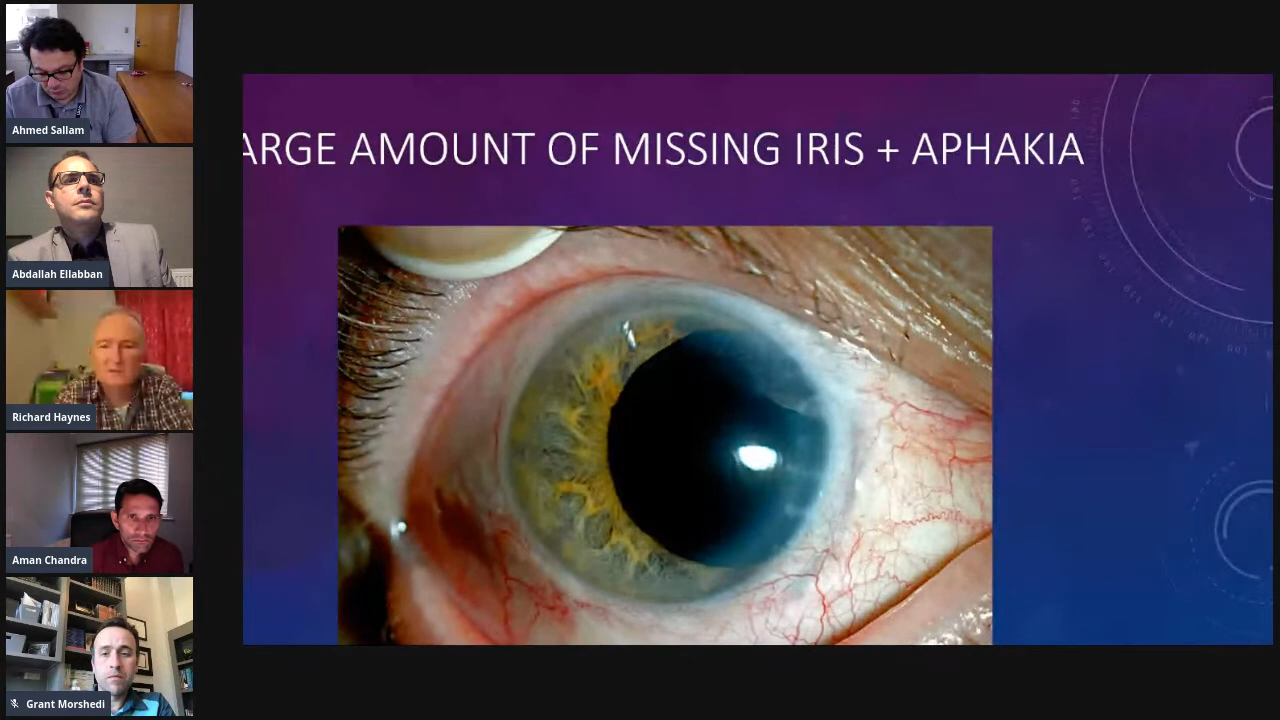 Ahmed Sallam
Abdallah Ellabban
Richard Haynes
Aman Chandra
Grant Morshedi
ARGE AMOUNT OF MISSING IRIS + APHAKIA